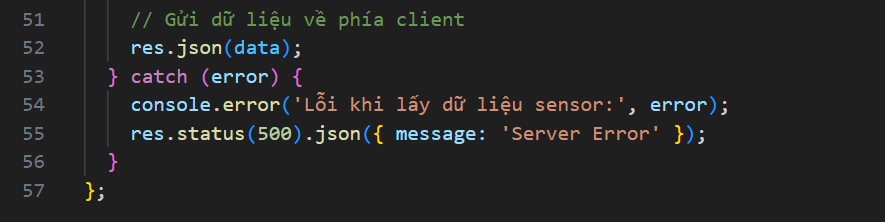 51 // Gửi dữ liệu về phía client
52 res.json(data);
53 } catch (error) {
54 console.error('Lỗi khi lấy dữ liệu sensor:', error);
55 res.status(500).json({ message: 'Server Error' });
56 }
57 };